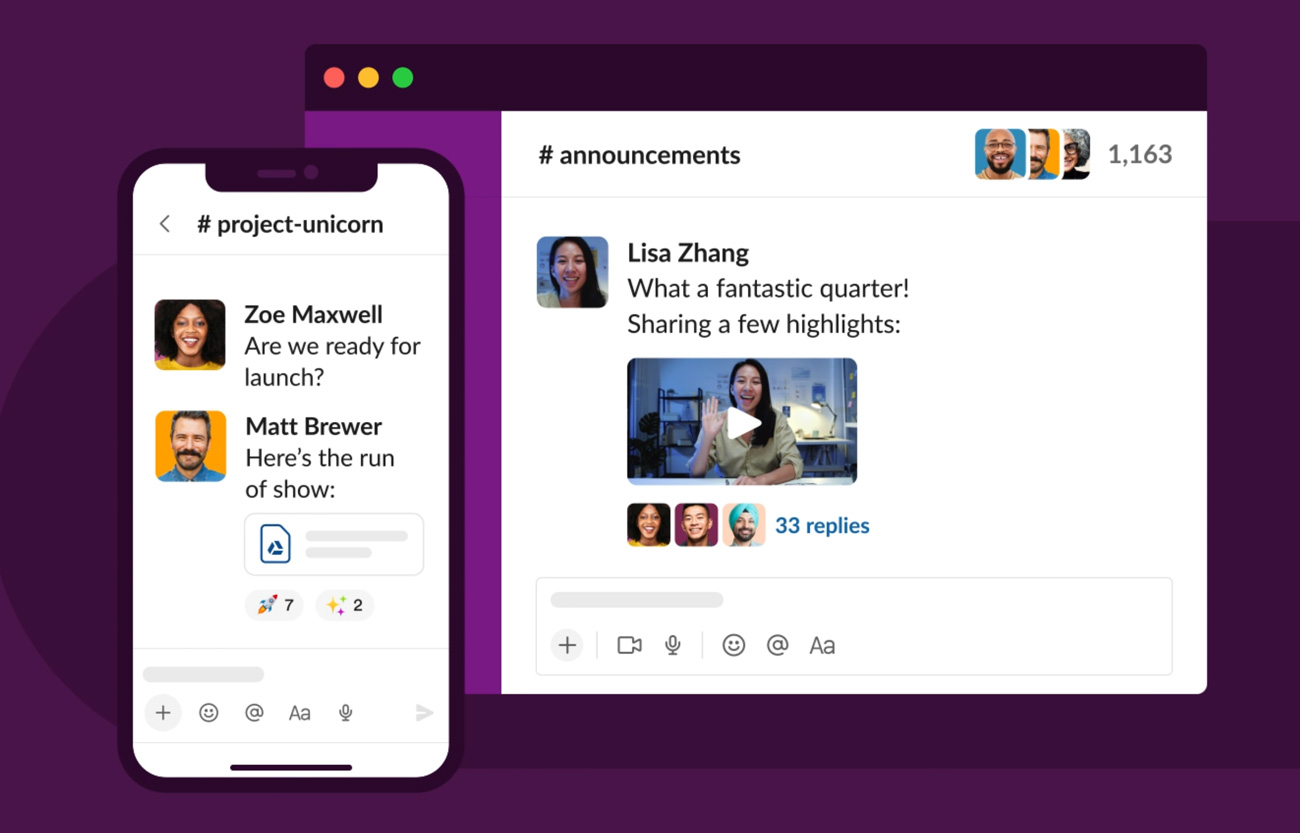 # announcements
1,163
Lisa Zhang
What a fantastic quarter!
Sharing a few highlights:
33 replies
Aa
# project-unicorn
Zoe Maxwell
Are we ready for
launch?
Matt Brewer
Here’s the run
of show:
7
2
@
Aa